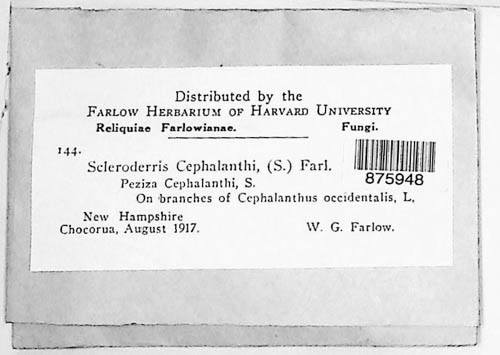 Distributed by the
FARLOW HERBARIUM OF HARVARD UNIVERSITY
Reliquiae Farlowianae. Fungi.
144.
Scleroderris Cephalanthi, (S.) Farl.
875948
Peziza Cephalanthi, S.
On branches of Cephalanthus occidentalis, L,
New Hampshire
Chocorua, August 1917. W. G. Farlow.